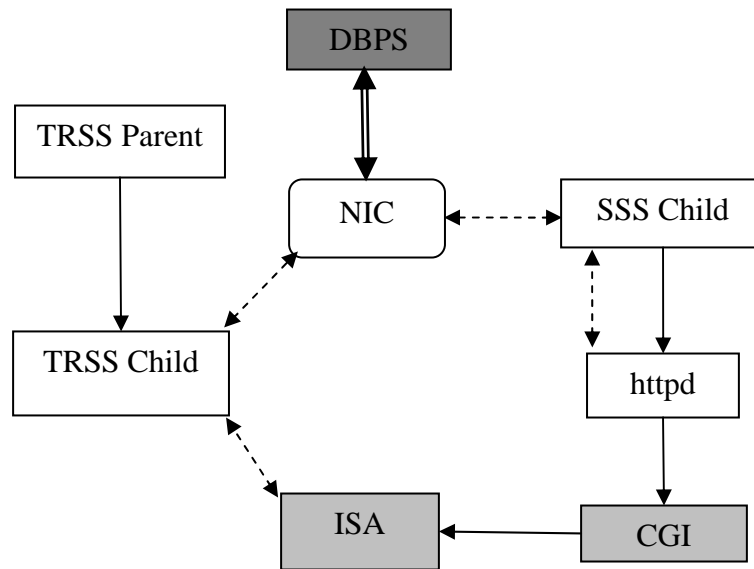 DBPS
TRSS Parent
NIC
SSS Child
TRSS Child
httpd
ISA
CGI